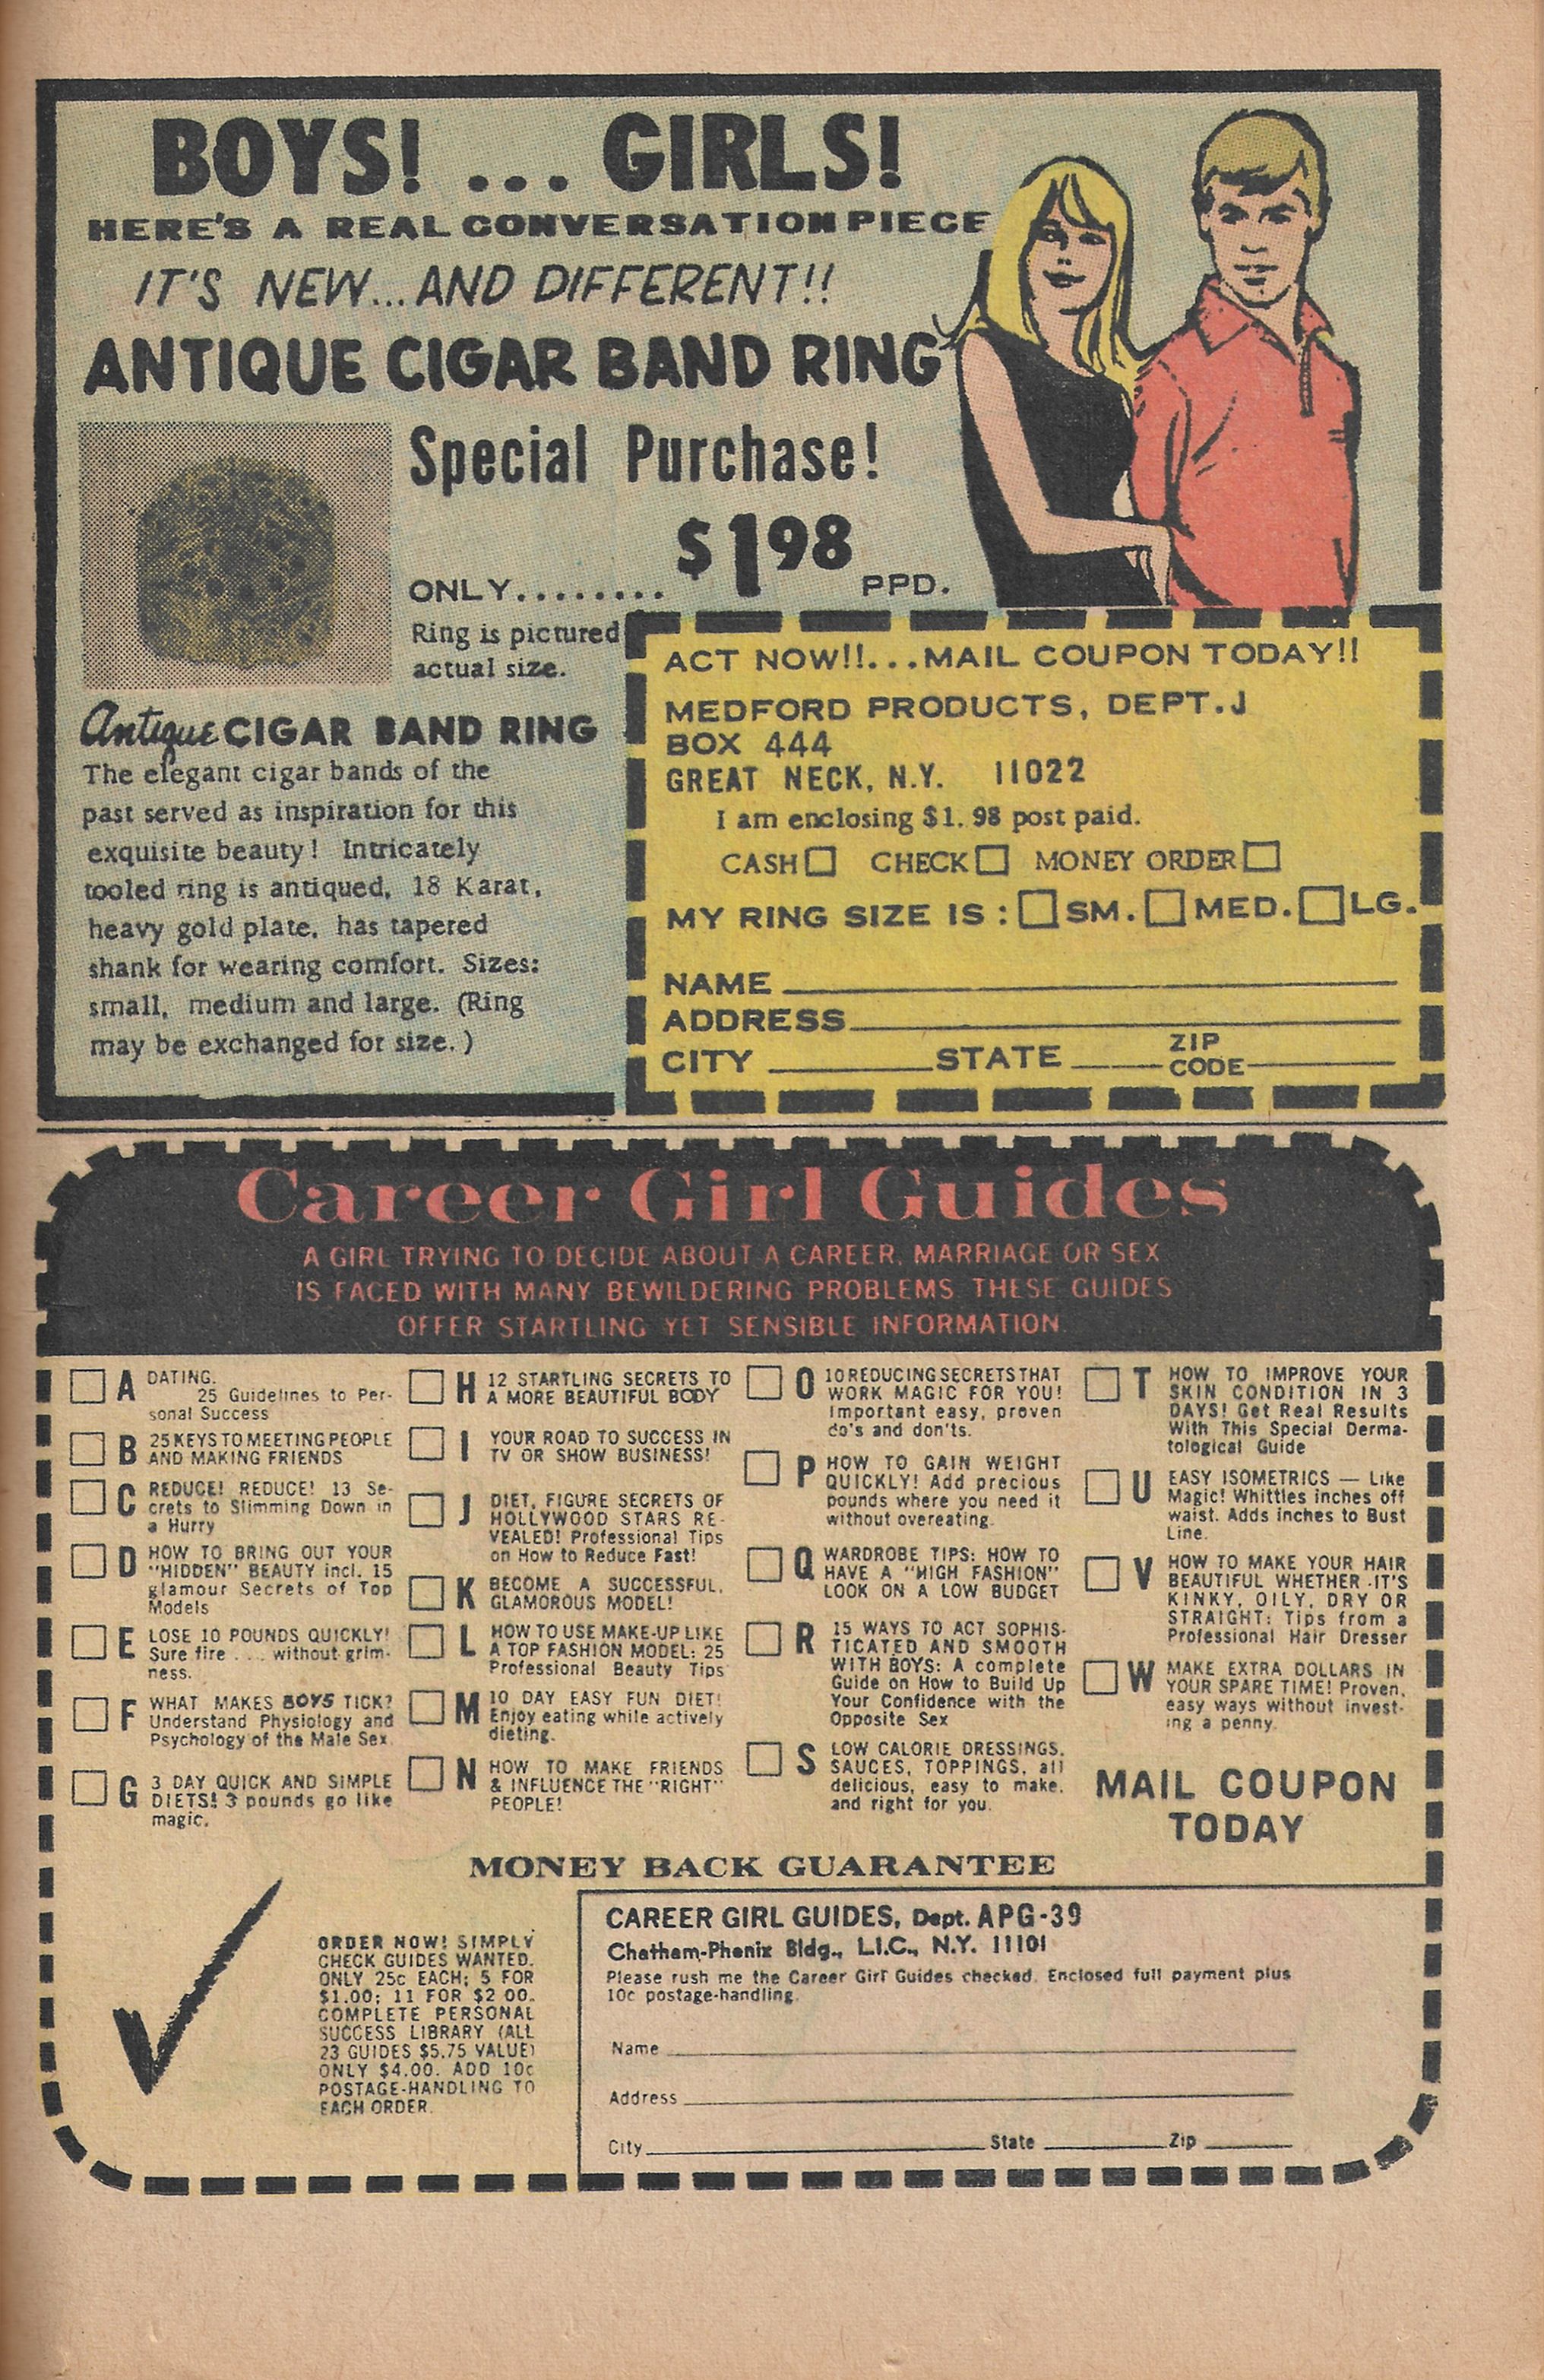 BOYS! ... GIRLS!
HERE'S A REAL CONVERSATION PIECE
IT'S NEW...AND DIFFERENT!!
ANTIQUE CIGAR BAND RING
Special Purchase!
ONLY........ $198 PPD.
Ring is pictured
actual size.
Antique CIGAR BAND RING
The elegant cigar bands of the
past served as inspiration for this
exquisite beauty! Intricately
tooled ring is antiqued, 18 Karat,
heavy gold plate, has tapered
shank for wearing comfort. Sizes:
small, medium and large. (Ring
may be exchanged for size.)
ACT NOW!!...MAIL COUPON TODAY!!
MEDFORD PRODUCTS, DEPT.J
BOX 444
GREAT NECK, N.Y. 11022
I am enclosing $1.98 post paid.
CASH CHECK MONEY ORDER
MY RING SIZE IS: SM. MED. LG.
NAME
ADDRESS
CITY STATE ZIP CODE
Career Girl Guides
A GIRL TRYING TO DECIDE ABOUT A CAREER, MARRIAGE OR SEX
IS FACED WITH MANY BEWILDERING PROBLEMS. THESE GUIDES
OFFER STARTLING YET SENSIBLE INFORMATION.
A DATING.
25 Guidelines to Per-
sonal Success
B 25 KEYS TO MEETING PEOPLE
AND MAKING FRIENDS
C REDUCE! REDUCE! 13 Se-
crets to Slimming Down in
a Hurry
D HOW TO BRING OUT YOUR
"HIDDEN" BEAUTY incl. 15
glamour Secrets of Top
Models
E LOSE 10 POUNDS QUICKLY!
Sure fire . . . without grim-
ness.
F WHAT MAKES BOYS TICK?
Understand Physiology and
Psychology of the Male Sex.
G 3 DAY QUICK AND SIMPLE
DIETS! 3 pounds go like
magic.
H 12 STARTLING SECRETS TO
A MORE BEAUTIFUL BODY
I YOUR ROAD TO SUCCESS IN
TV OR SHOW BUSINESS!
J DIET, FIGURE SECRETS OF
HOLLYWOOD STARS RE-
VEALED! Professional Tips
on How to Reduce Fast!
K BECOME A SUCCESSFUL,
GLAMOROUS MODEL!
L HOW TO USE MAKE-UP LIKE
A TOP FASHION MODEL: 25
Professional Beauty Tips
M 10 DAY EASY FUN DIET!
Enjoy eating while actively
dieting.
N HOW TO MAKE FRIENDS
& INFLUENCE THE "RIGHT"
PEOPLE!
O 10 REDUCING SECRETS THAT
WORK MAGIC FOR YOU!
Important easy, proven
do's and don'ts.
P HOW TO GAIN WEIGHT
QUICKLY! Add precious
pounds where you need it
without overeating.
Q WARDROBE TIPS: HOW TO
HAVE A "HIGH FASHION"
LOOK ON A LOW BUDGET
R 15 WAYS TO ACT SOPHIS-
TICATED AND SMOOTH
WITH BOYS: A complete
Guide on How to Build Up
Your Confidence with the
Opposite Sex
S LOW CALORIE DRESSINGS,
SAUCES, TOPPINGS, all
delicious, easy to make,
and right for you.
T HOW TO IMPROVE YOUR
SKIN CONDITION IN 3
DAYS! Get Real Results
With This Special Derma-
tological Guide
U EASY ISOMETRICS — Like
Magic! Whittles inches off
waist. Adds inches to Bust
Line.
V HOW TO MAKE YOUR HAIR
BEAUTIFUL WHETHER IT'S
KINKY, OILY, DRY OR
STRAIGHT: Tips from a
Professional Hair Dresser
W MAKE EXTRA DOLLARS IN
YOUR SPARE TIME! Proven,
easy ways without invest-
ing a penny.
MAIL COUPON
TODAY
MONEY BACK GUARANTEE
ORDER NOW! SIMPLY
CHECK GUIDES WANTED.
ONLY 25c EACH; 5 FOR
$1.00; 11 FOR $2.00.
COMPLETE PERSONAL
SUCCESS LIBRARY (ALL
23 GUIDES $5.75 VALUE)
ONLY $4.00. ADD 10c
POSTAGE-HANDLING TO
EACH ORDER.
CAREER GIRL GUIDES, Dept. APG-39
Chatham-Phenix Bldg., L.I.C., N.Y. 11101
Please rush me the Career Girl Guides checked. Enclosed full payment plus
10c postage-handling.
Name
Address
City State Zip